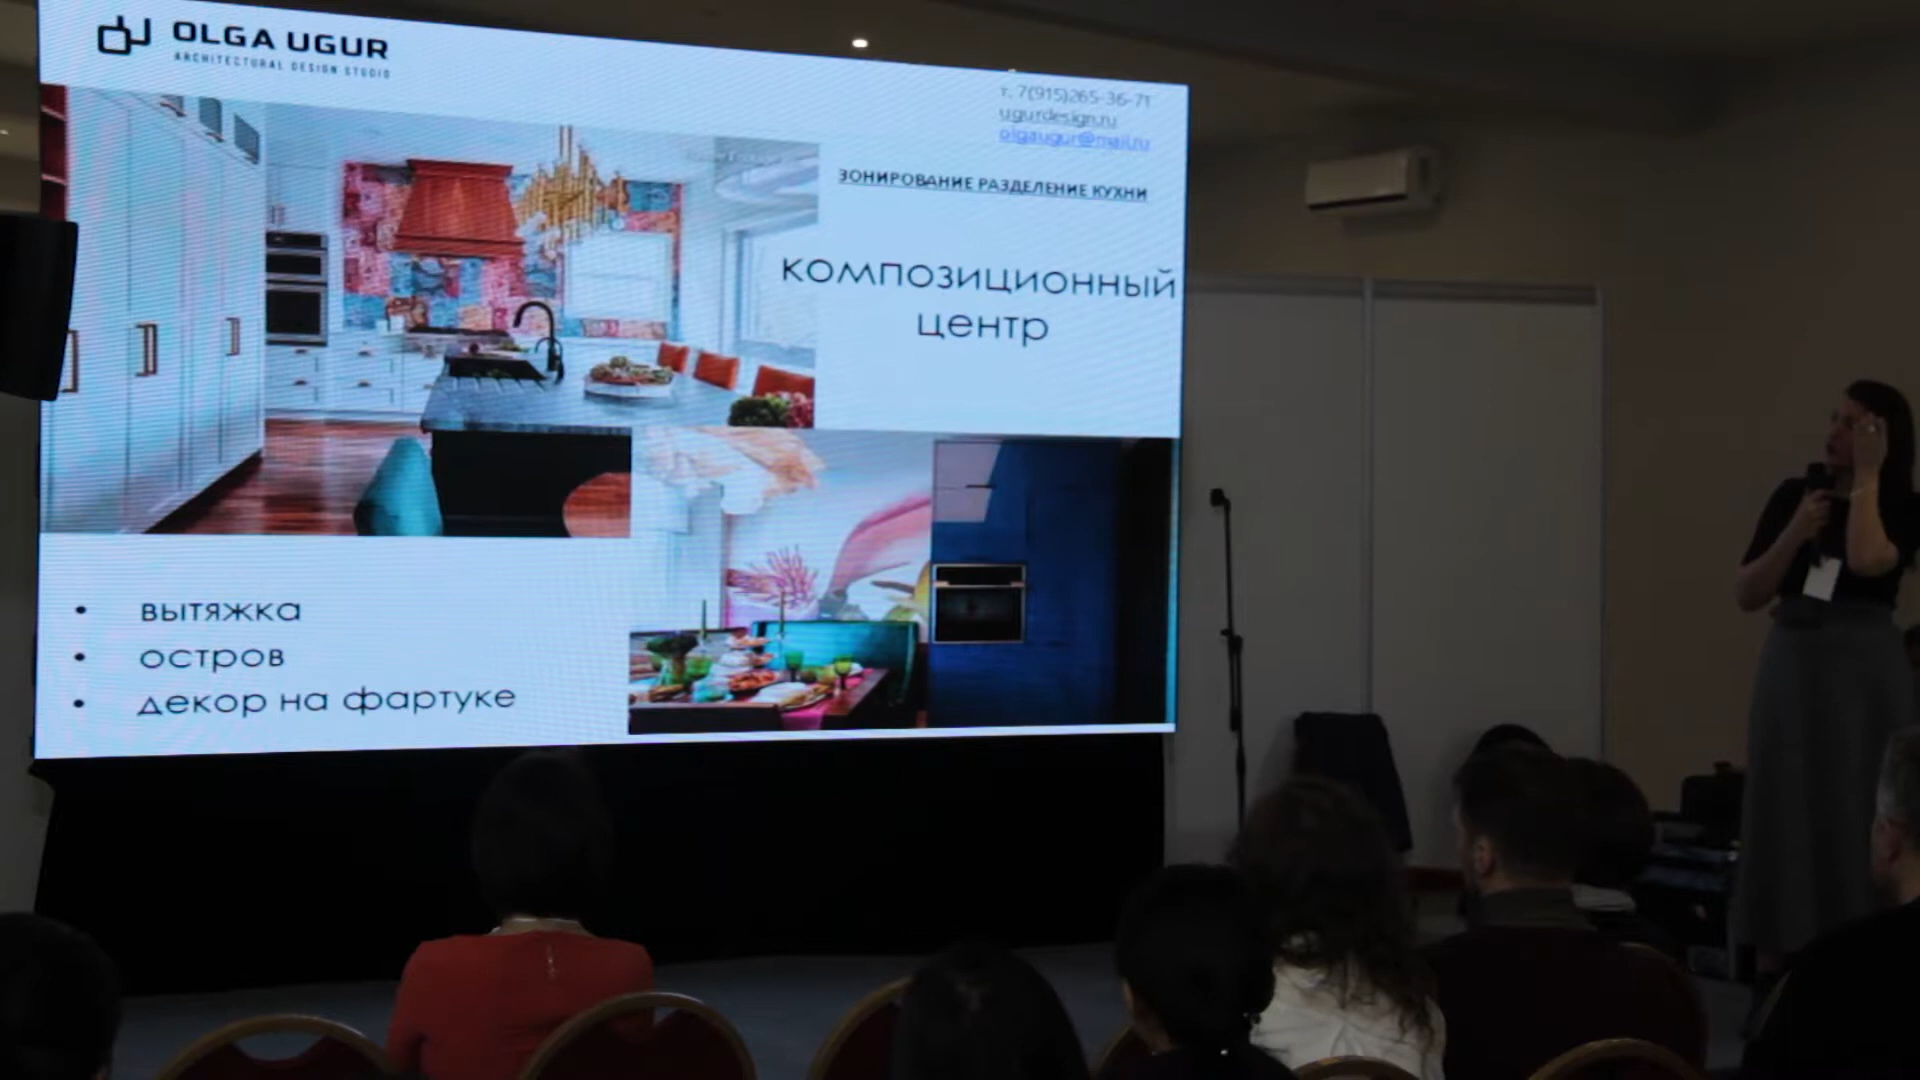 OLGA UGUR
ARCHITECTURAL DESIGN STUDIO
т. 7(915)265-36-71
ugurdesign.ru
olgaugur@mail.ru
ЗОНИРОВАНИЕ РАЗДЕЛЕНИЕ КУХНИ
композиционный
центр
• вытяжка
• остров
• декор на фартуке